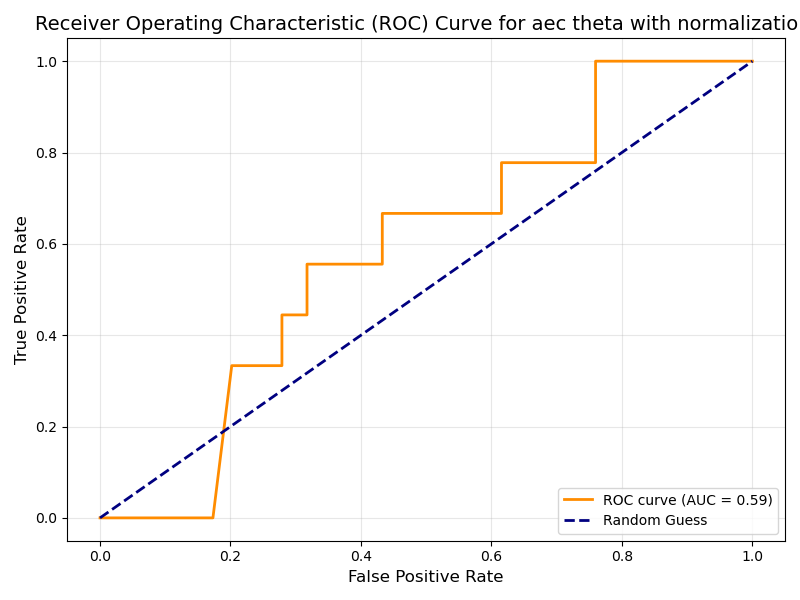 Receiver Operating Characteristic (ROC) Curve for aec theta with normalizatio
True Positive Rate
1.0
0.8
0.6
0.4
0.2
0.0
ROC curve (AUC = 0.59)
Random Guess
0.0 0.2 0.4 0.6 0.8 1.0
False Positive Rate